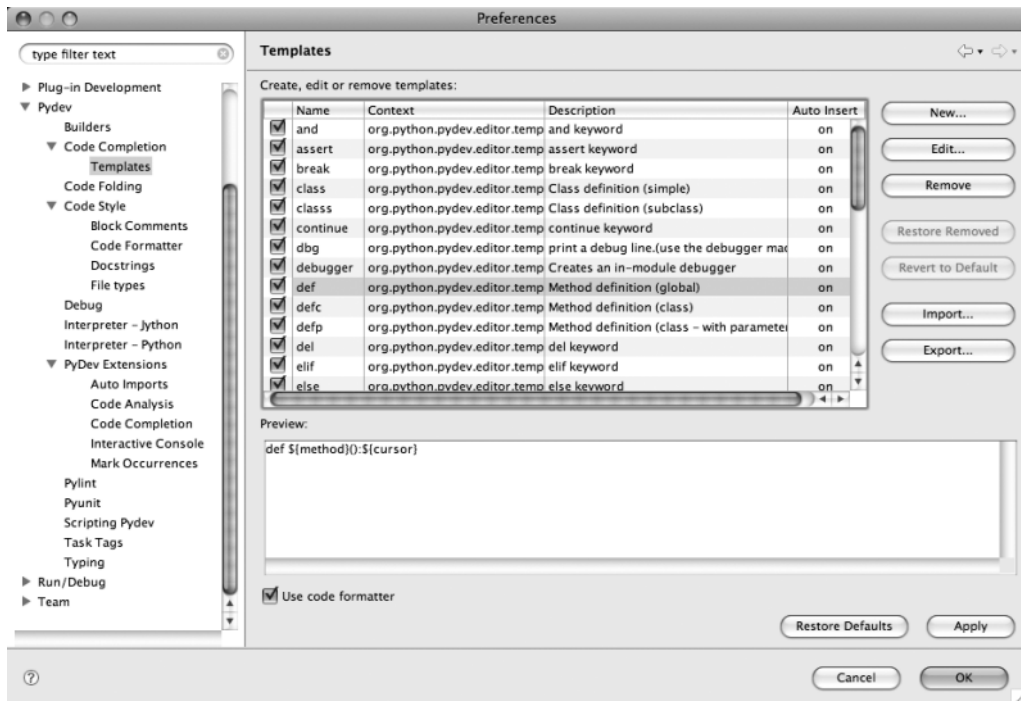 Preferences
type filter text
Plug-in Development
Pydev
Builders
Code Completion
Templates
Code Folding
Code Style
Block Comments
Code Formatter
Docstrings
File types
Debug
Interpreter – Jython
Interpreter – Python
PyDev Extensions
Auto Imports
Code Analysis
Code Completion
Interactive Console
Mark Occurrences
Pylint
Pyunit
Scripting Pydev
Task Tags
Typing
Run/Debug
Team
Templates
Create, edit or remove templates:
Name Context Description Auto Insert
and org.python.pydev.editor.temp and keyword on
assert org.python.pydev.editor.temp assert keyword on
break org.python.pydev.editor.temp break keyword on
class org.python.pydev.editor.temp Class definition (simple) on
classs org.python.pydev.editor.temp Class definition (subclass) on
continue org.python.pydev.editor.temp continue keyword on
dbg org.python.pydev.editor.temp print a debug line.(use the debugger mac on
debugger org.python.pydev.editor.temp Creates an in-module debugger on
def org.python.pydev.editor.temp Method definition (global) on
defc org.python.pydev.editor.temp Method definition (class) on
defp org.python.pydev.editor.temp Method definition (class – with parameter on
del org.python.pydev.editor.temp del keyword on
elif org.python.pydev.editor.temp elif keyword on
else org.python.pydev.editor.temp else keyword on
New...
Edit...
Remove
Restore Removed
Revert to Default
Import...
Export...
Preview:
def ${method}():${cursor}
Use code formatter
Restore Defaults Apply
? Cancel OK